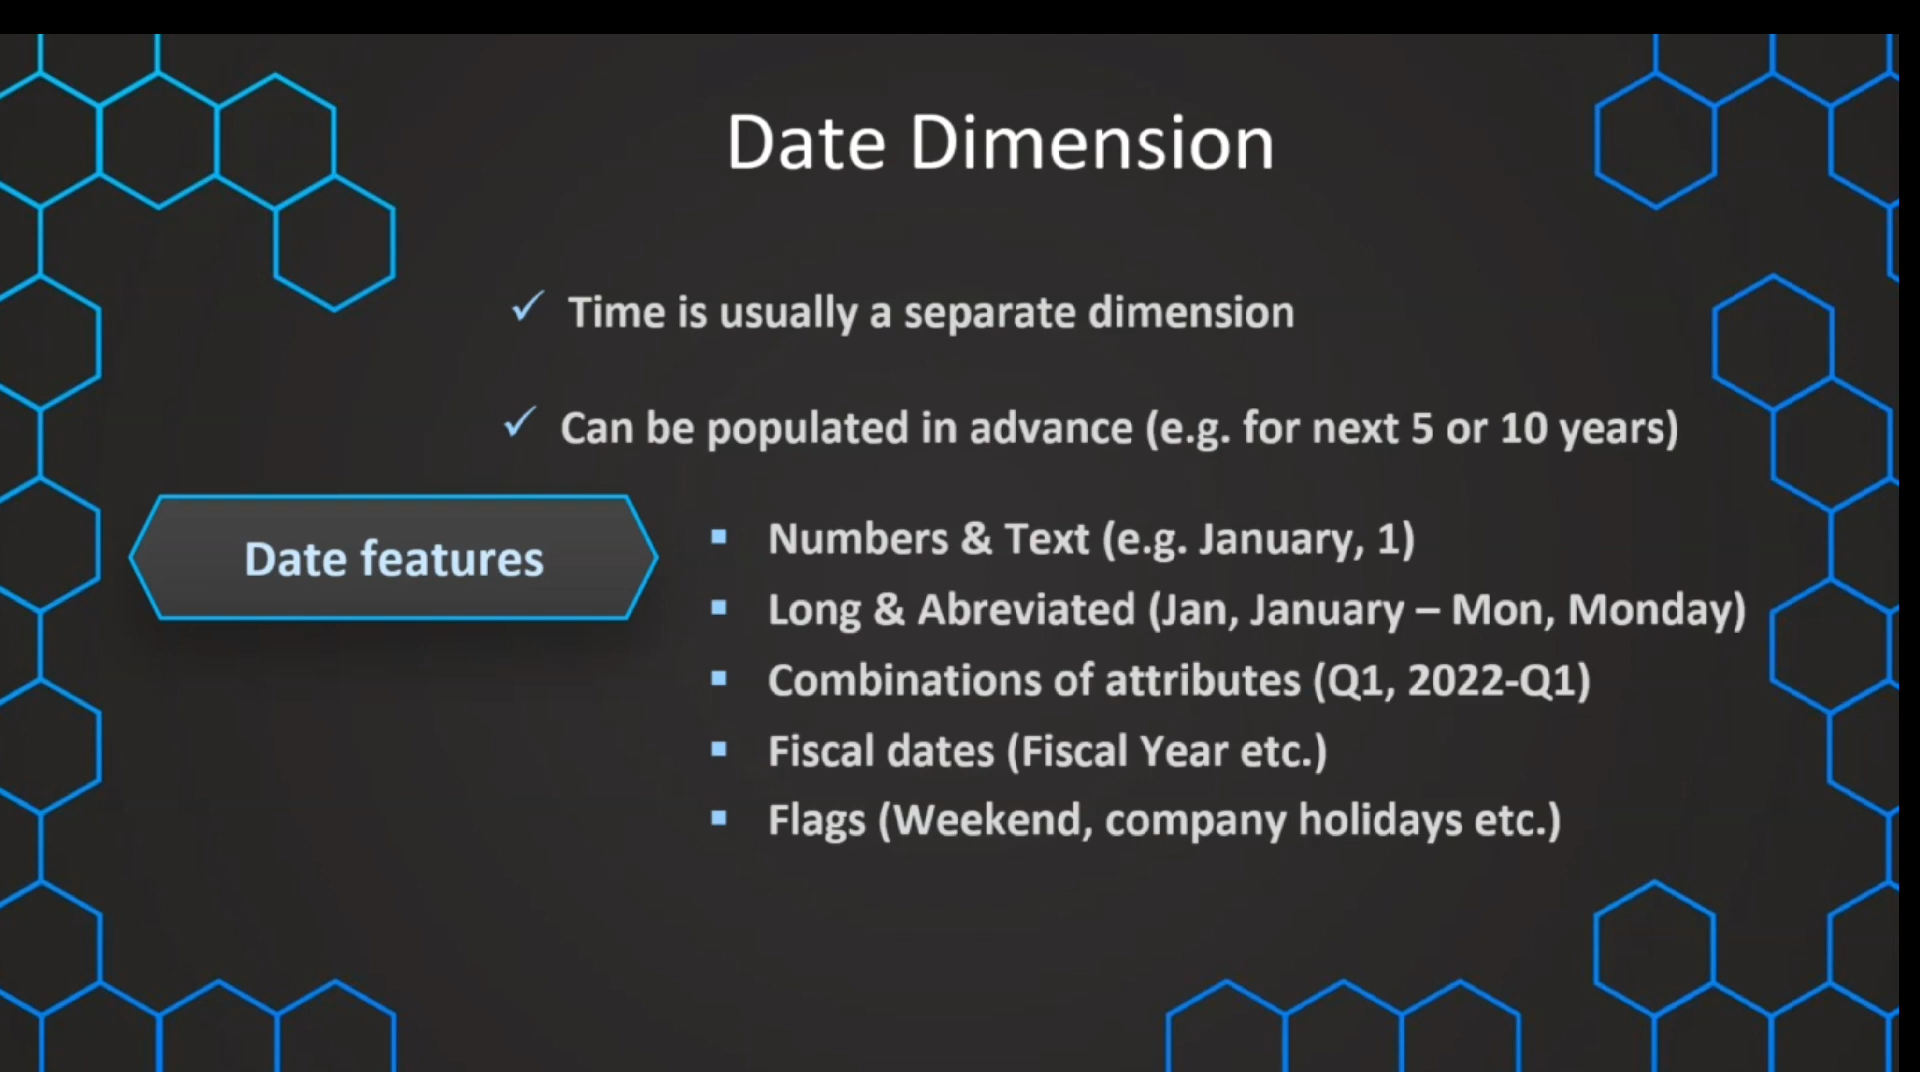 Date Dimension
✓ Time is usually a separate dimension
✓ Can be populated in advance (e.g. for next 5 or 10 years)
Date features
▪ Numbers & Text (e.g. January, 1)
▪ Long & Abreviated (Jan, January – Mon, Monday)
▪ Combinations of attributes (Q1, 2022-Q1)
▪ Fiscal dates (Fiscal Year etc.)
▪ Flags (Weekend, company holidays etc.)